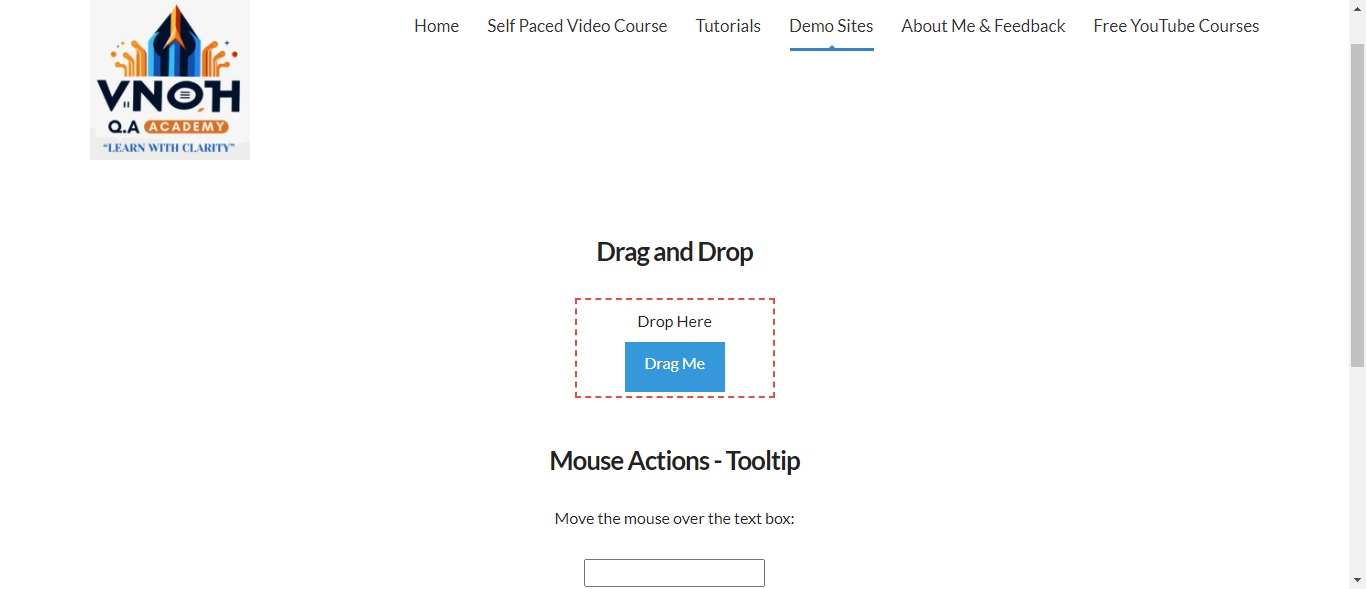 Home Self Paced Video Course Tutorials Demo Sites About Me & Feedback Free YouTube Courses
VINOTH
Q.A ACADEMY
"LEARN WITH CLARITY"
Drag and Drop
Drop Here
Drag Me
Mouse Actions - Tooltip
Move the mouse over the text box: